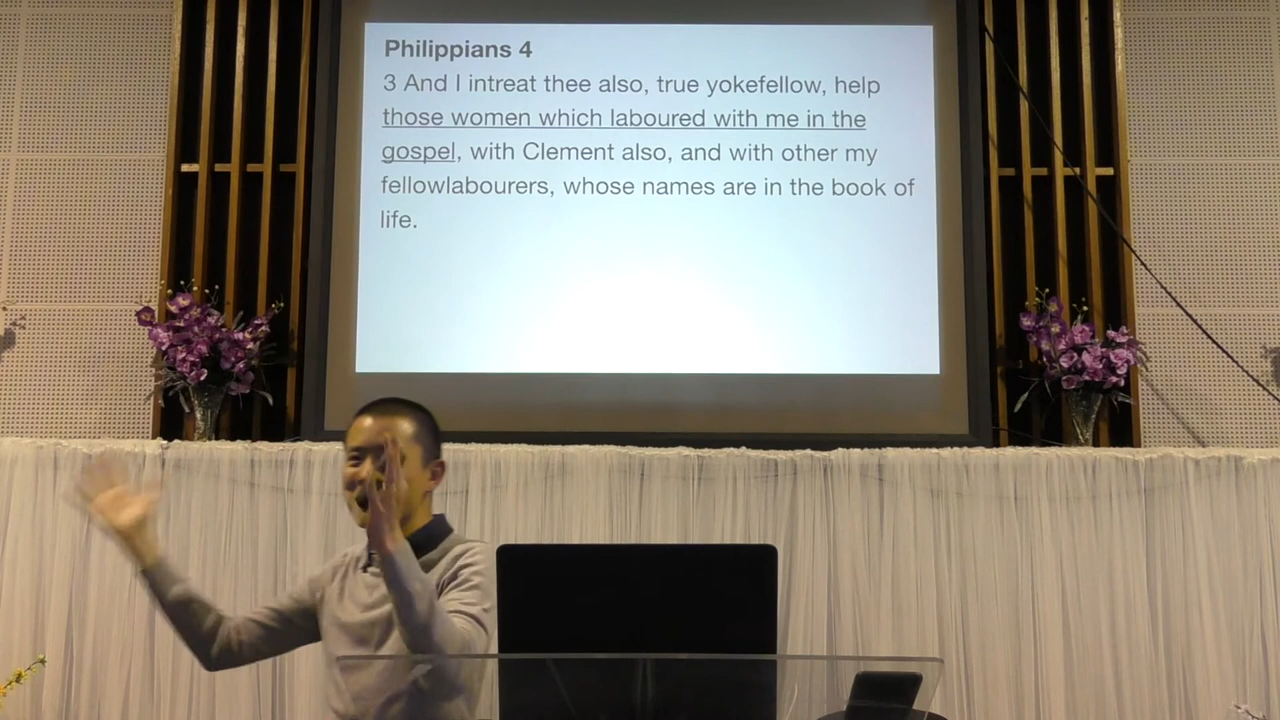 Philippians 4
3 And I intreat thee also, true yokefellow, help
those women which laboured with me in the
gospel, with Clement also, and with other my
fellowlabourers, whose names are in the book of
life.